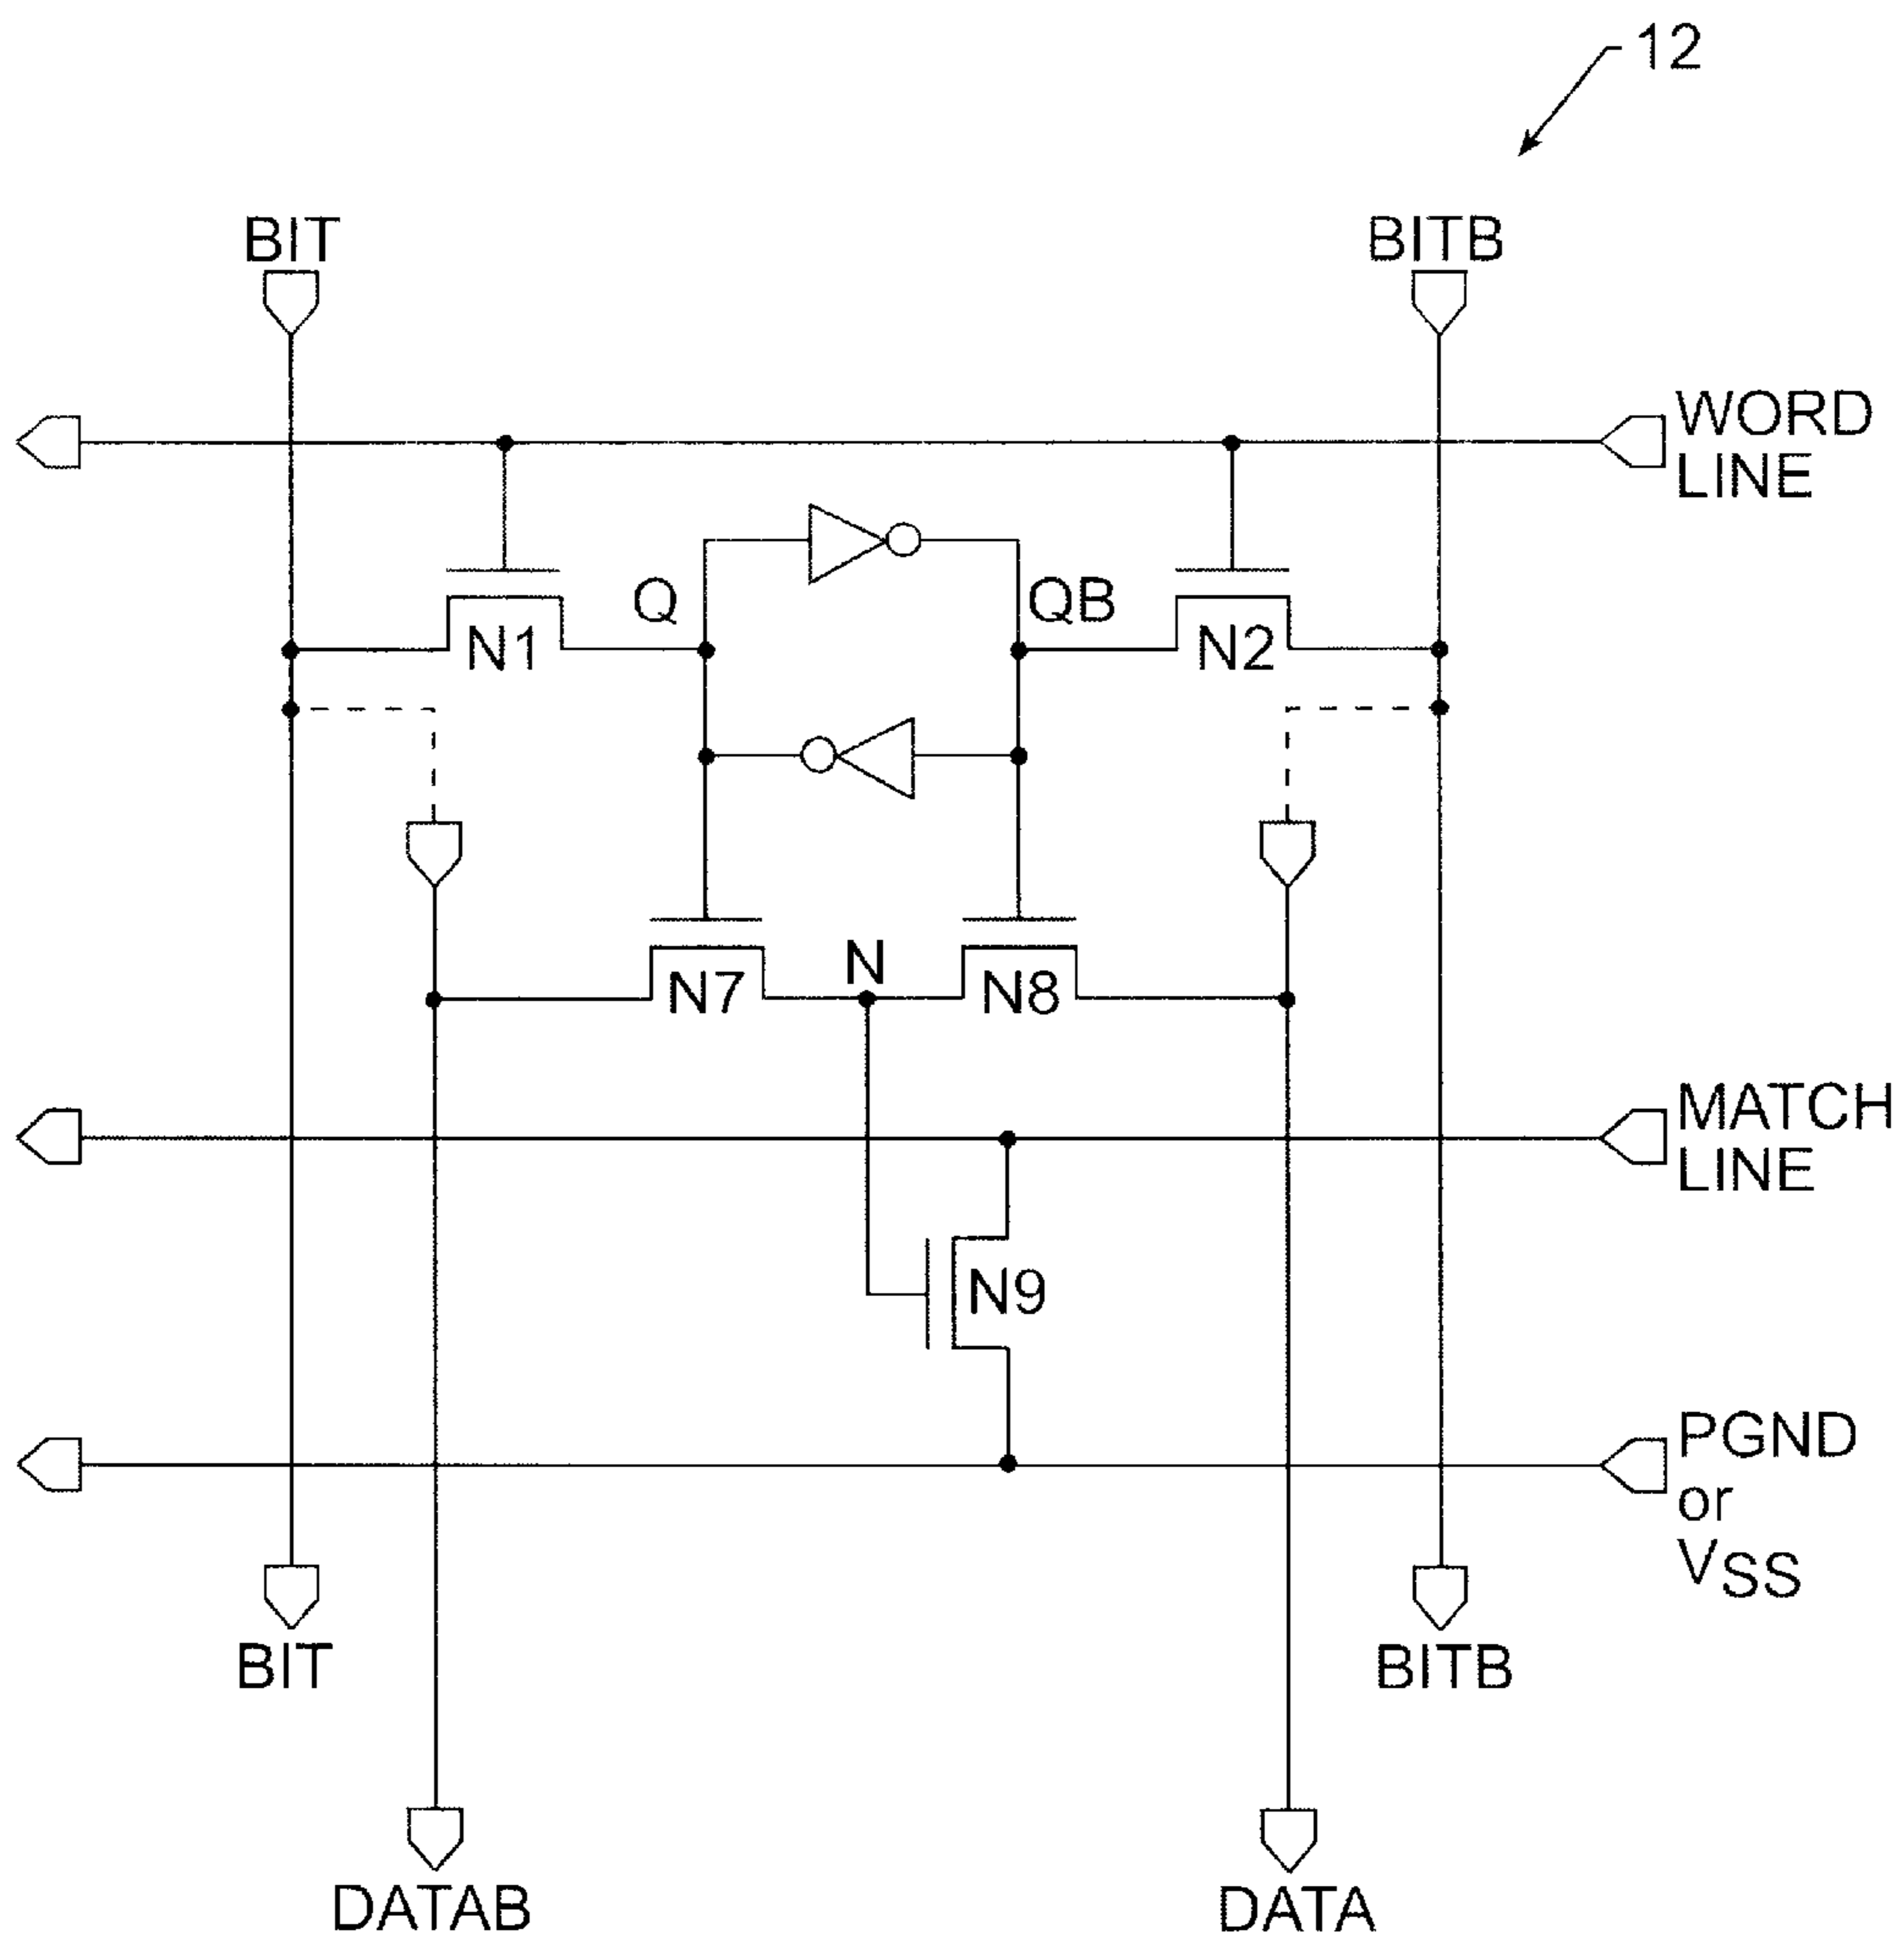 12
BIT
BITB
WORD
LINE
Q
QB
N1
N2
N
N7
N8
MATCH
LINE
N9
PGND
or
VSS
BIT
BITB
DATAB
DATA